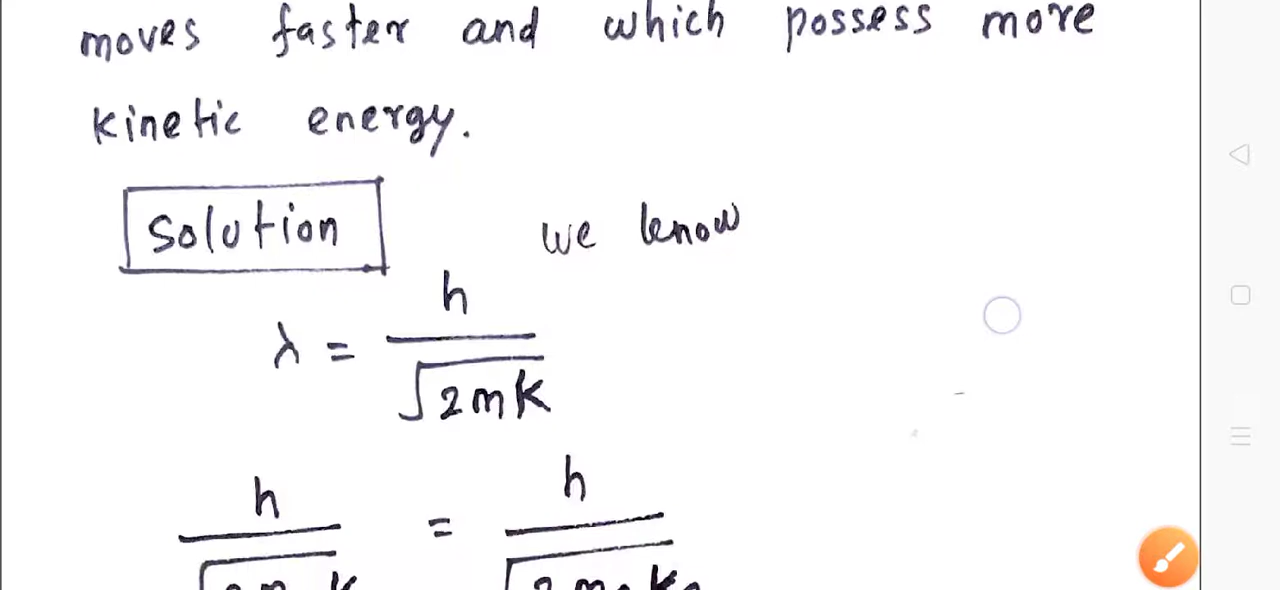 moves faster and which possess more
kinetic energy.
Solution we know
λ = h / √2mK
h / = h /